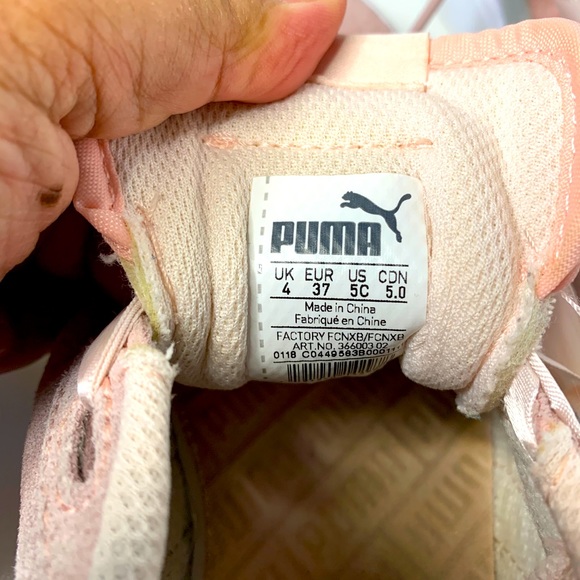 PUMA
UK EUR US CDN
4 37 5C 5.0
Made in China
Fabriqué en Chine
FACTORY FCNXB/FCNXB
ART.NO. 366003 02
0118